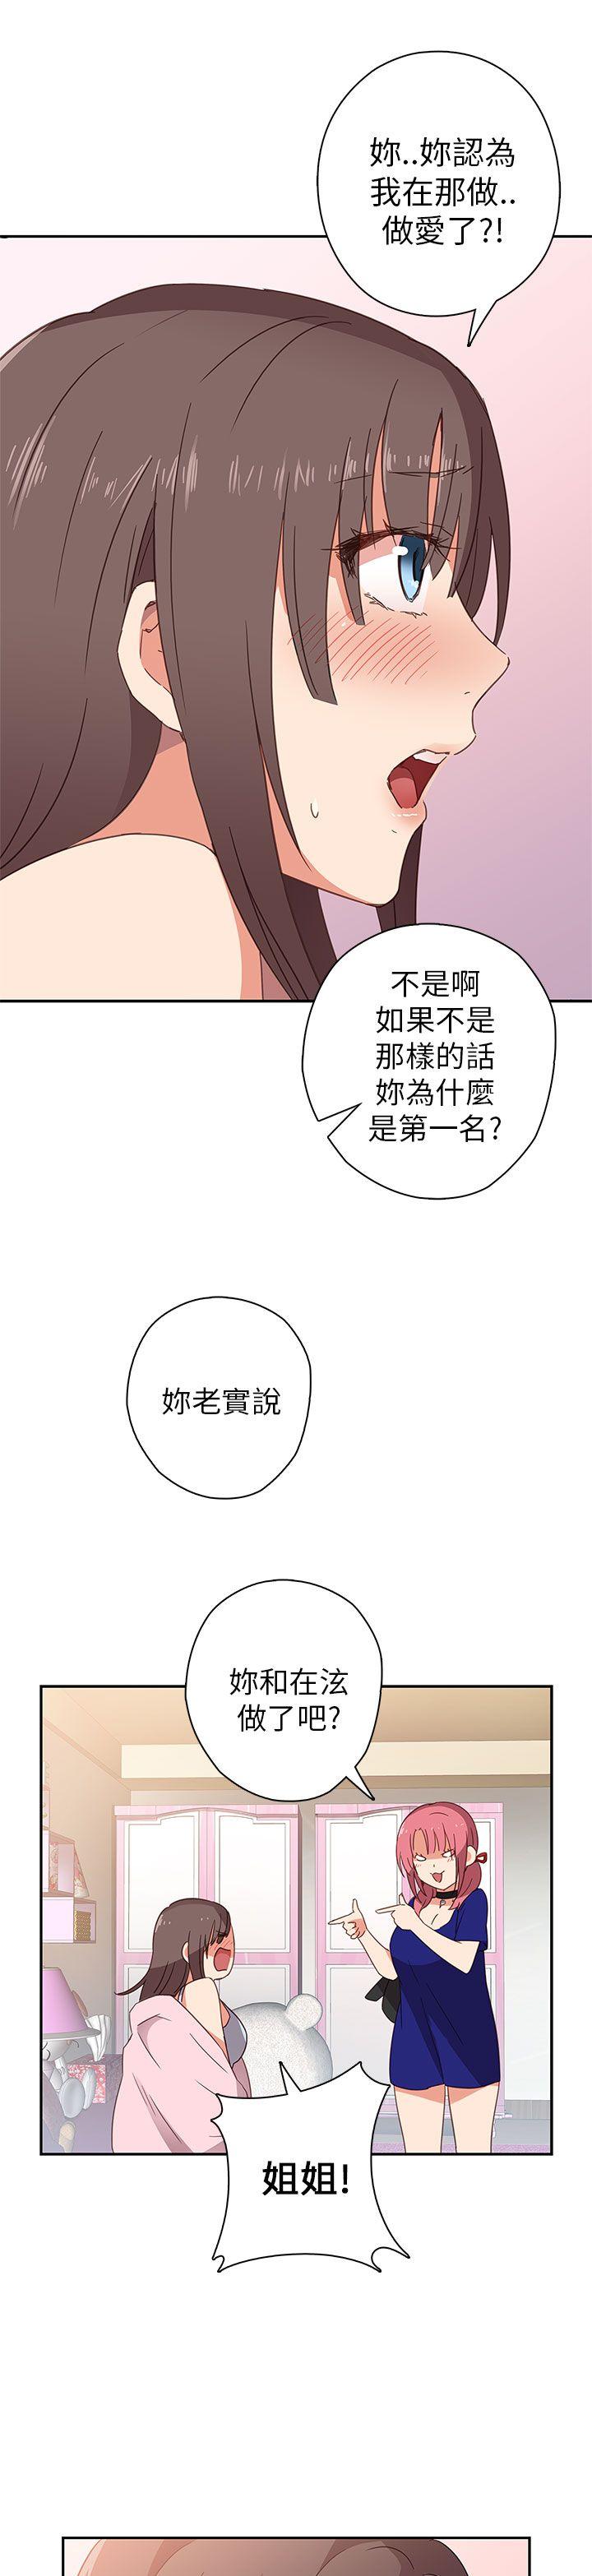 妳..妳認為
我在那做..
做愛了?!
不是啊
如果不是
那樣的話
妳為什麼
是第一名?
妳老實說
妳和在泫
做了吧?
姐姐!